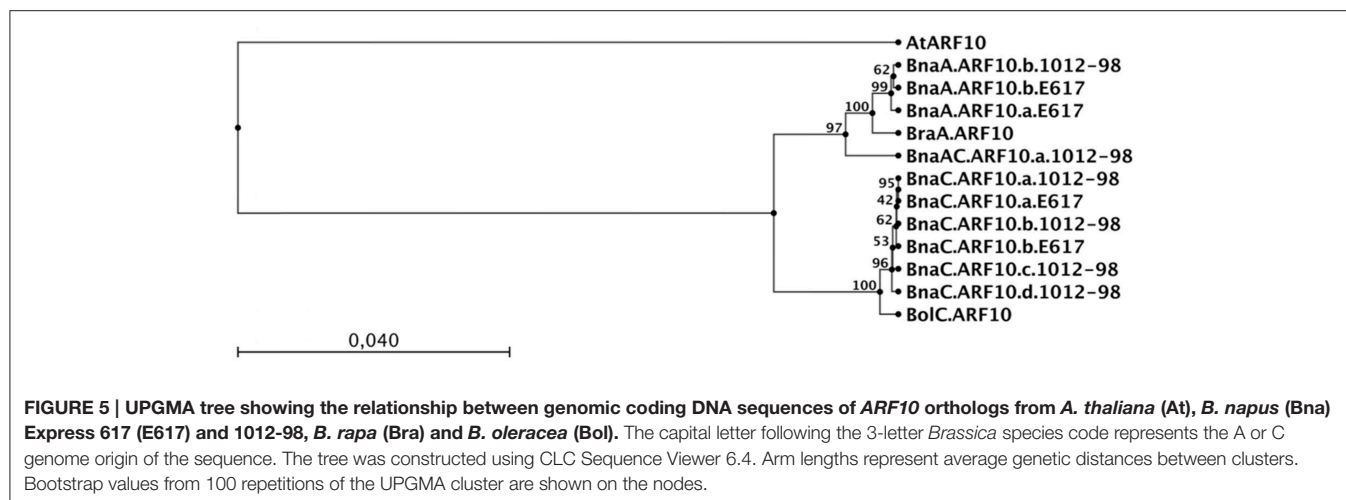 AtARF10
BnaA.ARF10.b.1012-98
62
BnaA.ARF10.b.E617
99
BnaA.ARF10.a.E617
100
BraA.ARF10
97
BnaAC.ARF10.a.1012-98
BnaC.ARF10.a.1012-98
95
BnaC.ARF10.a.E617
42
BnaC.ARF10.b.1012-98
62
BnaC.ARF10.b.E617
53
BnaC.ARF10.c.1012-98
96
BnaC.ARF10.d.1012-98
100
BolC.ARF10
0,040
FIGURE 5 | UPGMA tree showing the relationship between genomic coding DNA sequences of ARF10 orthologs from A. thaliana (At), B. napus (Bna)
Express 617 (E617) and 1012-98, B. rapa (Bra) and B. oleracea (Bol). The capital letter following the 3-letter Brassica species code represents the A or C
genome origin of the sequence. The tree was constructed using CLC Sequence Viewer 6.4. Arm lengths represent average genetic distances between clusters.
Bootstrap values from 100 repetitions of the UPGMA cluster are shown on the nodes.